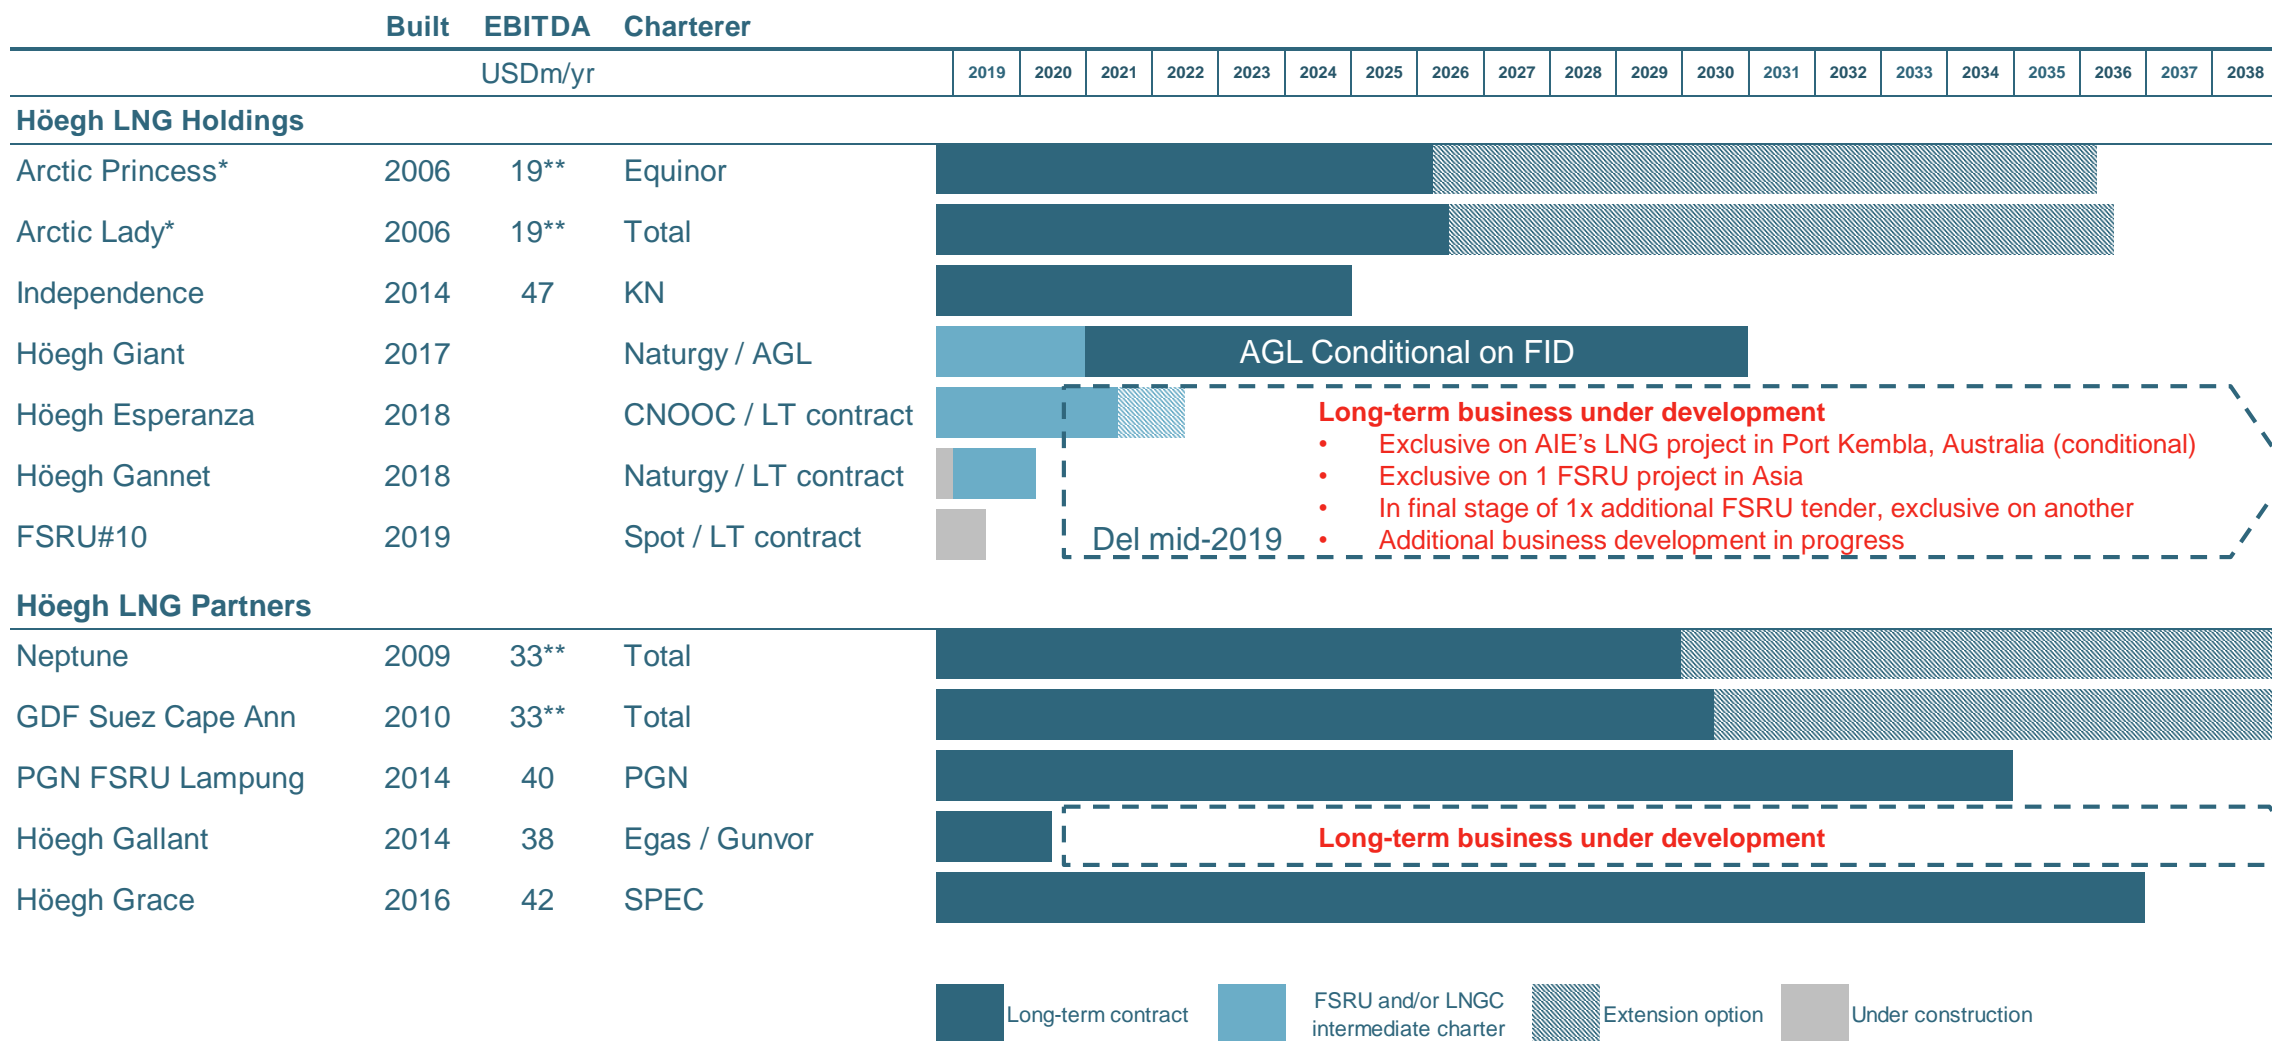 Built EBITDA Charterer
USDm/yr 2019 2020 2021 2022 2023 2024 2025 2026 2027 2028 2029 2030 2031 2032 2033 2034 2035 2036 2037 2038
Höegh LNG Holdings
Arctic Princess* 2006 19** Equinor
Arctic Lady* 2006 19** Total
Independence 2014 47 KN
Höegh Giant 2017 Naturgy / AGL AGL Conditional on FID
Höegh Esperanza 2018 CNOOC / LT contract
Höegh Gannet 2018 Naturgy / LT contract
FSRU#10 2019 Spot / LT contract Del mid-2019
Long-term business under development
• Exclusive on AIE’s LNG project in Port Kembla, Australia (conditional)
• Exclusive on 1 FSRU project in Asia
• In final stage of 1x additional FSRU tender, exclusive on another
• Additional business development in progress
Höegh LNG Partners
Neptune 2009 33** Total
GDF Suez Cape Ann 2010 33** Total
PGN FSRU Lampung 2014 40 PGN
Höegh Gallant 2014 38 Egas / Gunvor Long-term business under development
Höegh Grace 2016 42 SPEC
Long-term contract
FSRU and/or LNGC
intermediate charter
Extension option
Under construction